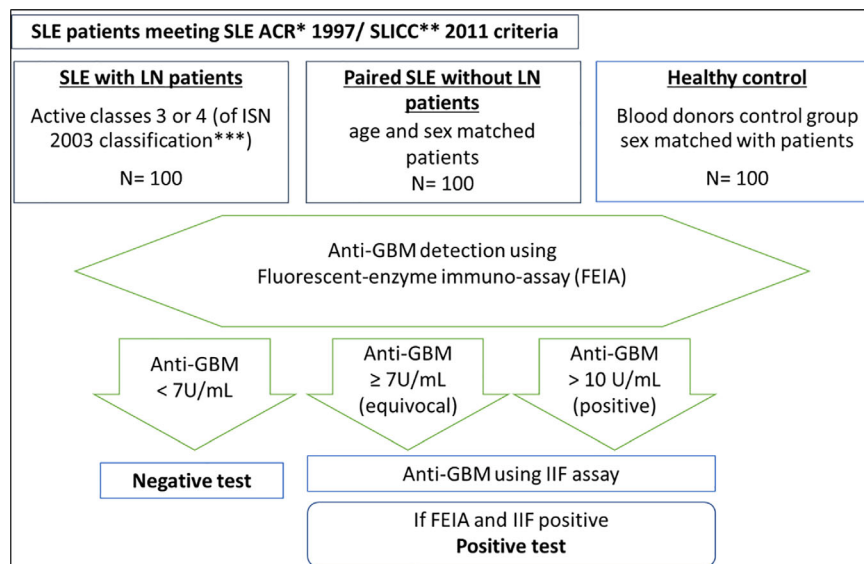 SLE patients meeting SLE ACR* 1997/ SLICC** 2011 criteria
SLE with LN patients
Active classes 3 or 4 (of ISN
2003 classification***)
N= 100
Paired SLE without LN
patients
age and sex matched
patients
N= 100
Healthy control
Blood donors control group
sex matched with patients
N= 100
Anti-GBM detection using
Fluorescent-enzyme immuno-assay (FEIA)
Anti-GBM
< 7U/mL
Anti-GBM
≥ 7U/mL
(equivocal)
Anti-GBM
> 10 U/mL
(positive)
Negative test
Anti-GBM using IIF assay
If FEIA and IIF positive
Positive test